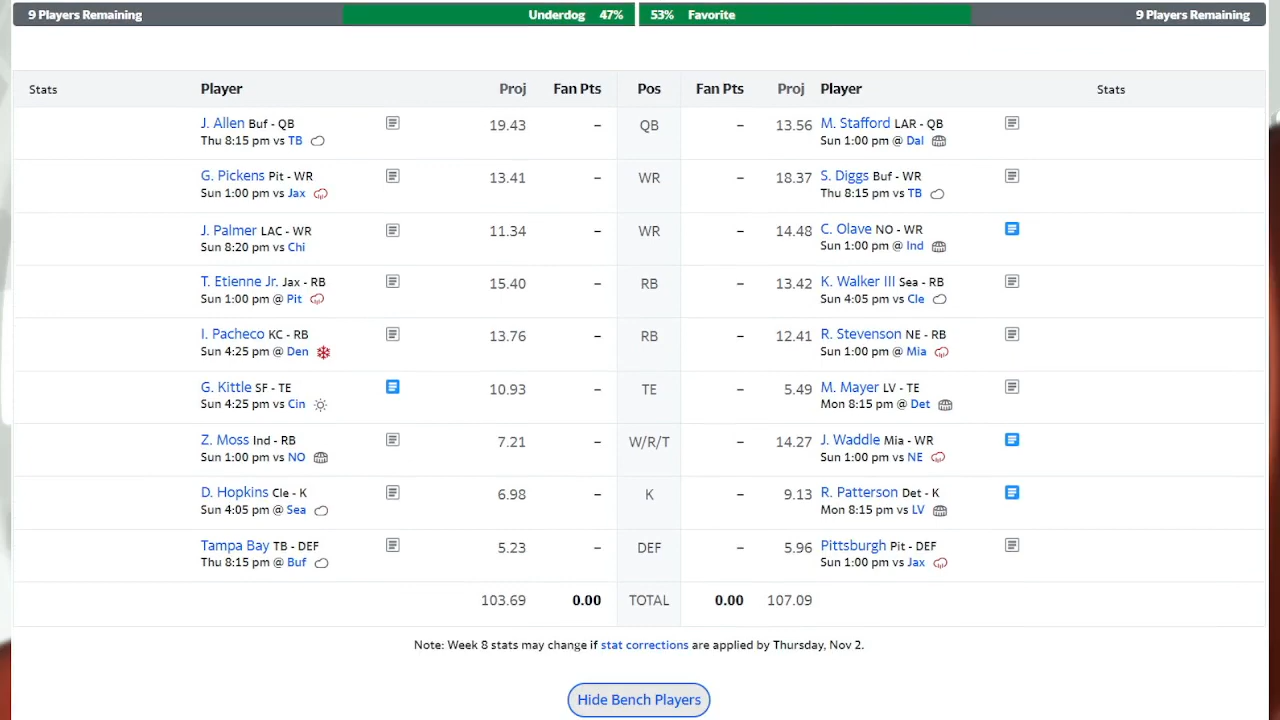 9 Players Remaining Underdog 47% 53% Favorite 9 Players Remaining
Stats Player Proj Fan Pts Pos Fan Pts Proj Player Stats
J. Allen Buf - QB 19.43 – QB – 13.56 M. Stafford LAR - QB
Thu 8:15 pm vs TB Sun 1:00 pm @ Dal
G. Pickens Pit - WR 13.41 – WR – 18.37 S. Diggs Buf - WR
Sun 1:00 pm vs Jax Thu 8:15 pm vs TB
J. Palmer LAC - WR 11.34 – WR – 14.48 C. Olave NO - WR
Sun 8:20 pm vs Chi Sun 1:00 pm @ Ind
T. Etienne Jr. Jax - RB 15.40 – RB – 13.42 K. Walker III Sea - RB
Sun 1:00 pm @ Pit Sun 4:05 pm vs Cle
I. Pacheco KC - RB 13.76 – RB – 12.41 R. Stevenson NE - RB
Sun 4:25 pm @ Den Sun 1:00 pm @ Mia
G. Kittle SF - TE 10.93 – TE – 5.49 M. Mayer LV - TE
Sun 4:25 pm vs Cin Mon 8:15 pm @ Det
Z. Moss Ind - RB 7.21 – W/R/T – 14.27 J. Waddle Mia - WR
Sun 1:00 pm vs NO Sun 1:00 pm vs NE
D. Hopkins Cle - K 6.98 – K – 9.13 R. Patterson Det - K
Sun 4:05 pm @ Sea Mon 8:15 pm vs LV
Tampa Bay TB - DEF 5.23 – DEF – 5.96 Pittsburgh Pit - DEF
Thu 8:15 pm @ Buf Sun 1:00 pm vs Jax
103.69 0.00 TOTAL 0.00 107.09
Note: Week 8 stats may change if stat corrections are applied by Thursday, Nov 2.
Hide Bench Players